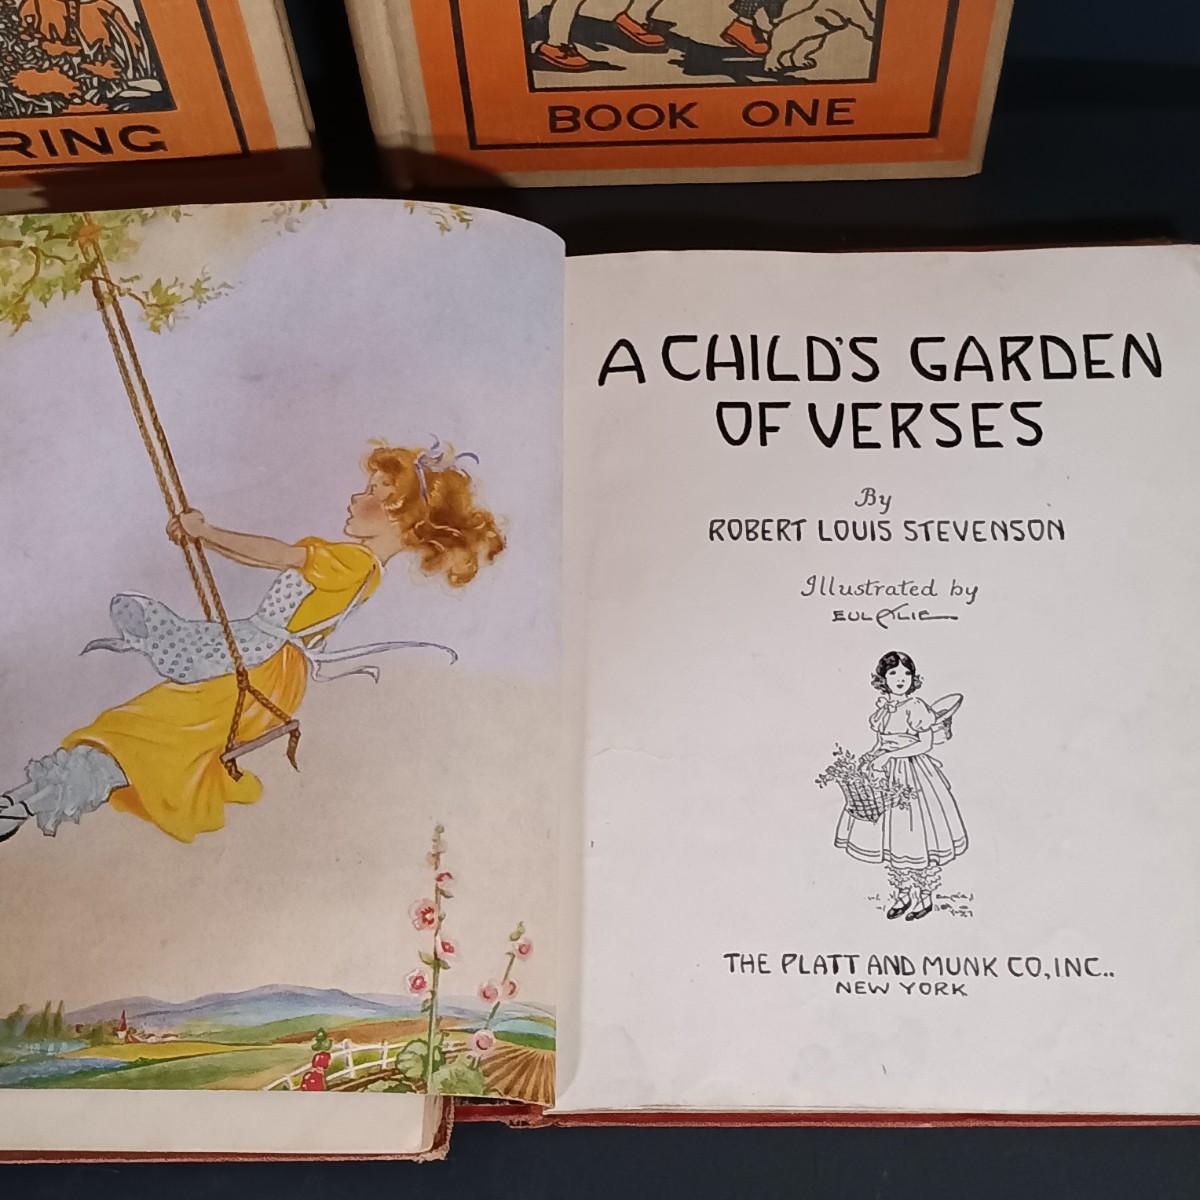 RING
BOOK ONE
A CHILD'S GARDEN
OF VERSES
By
ROBERT LOUIS STEVENSON
Illustrated by
EULALIE
THE PLATT AND MUNK CO., INC..
NEW YORK